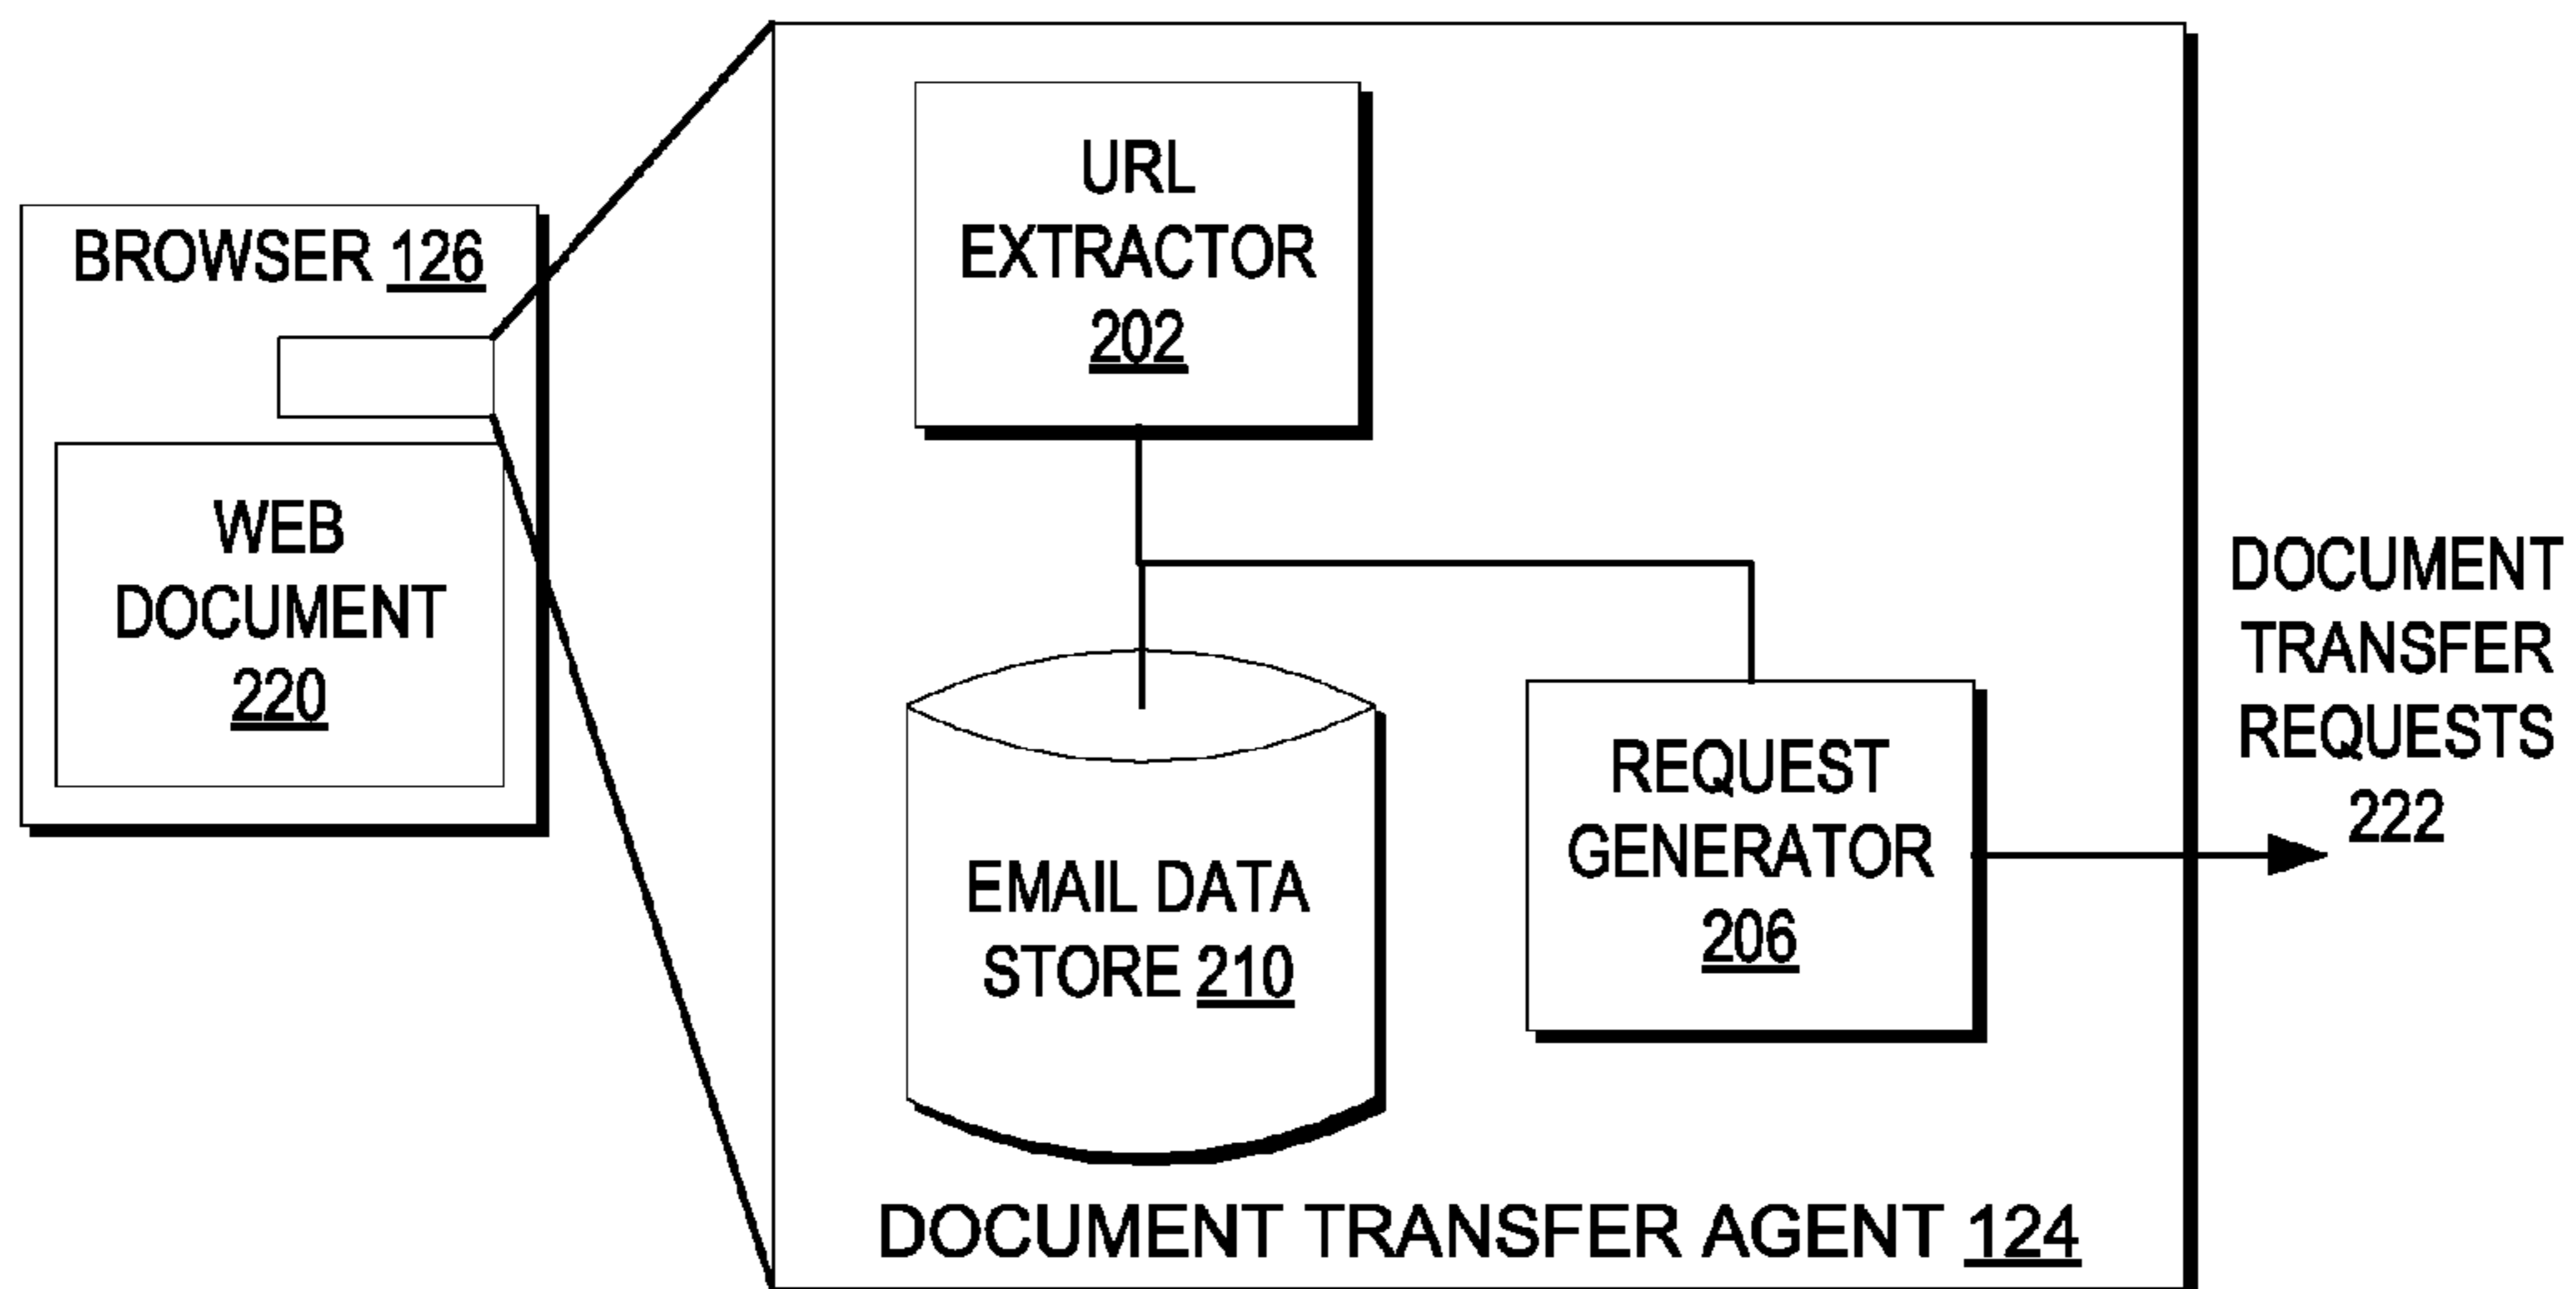 BROWSER 126
WEB
DOCUMENT
220
URL
EXTRACTOR
202
EMAIL DATA
STORE 210
REQUEST
GENERATOR
206
DOCUMENT TRANSFER AGENT 124
DOCUMENT
TRANSFER
REQUESTS
222